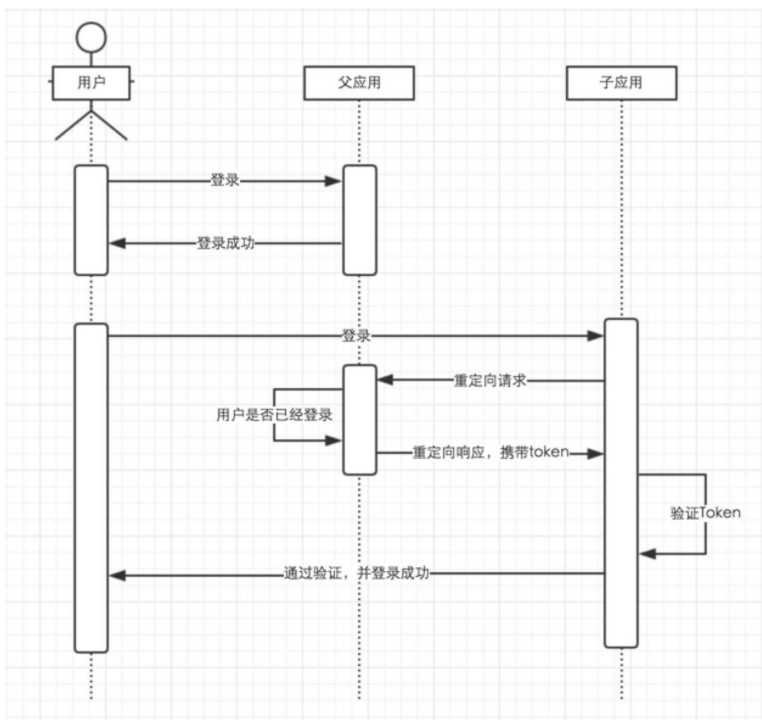 用户
父应用
子应用
登录
登录成功
登录
重定向请求
用户是否已经登录
重定向响应，携带token
验证Token
通过验证，并登录成功